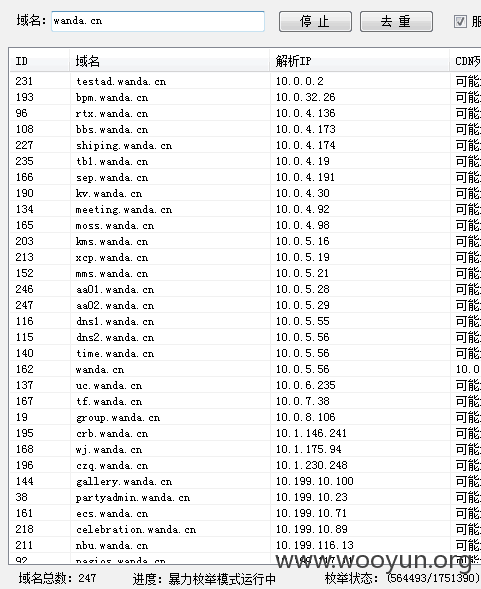 域名： wanda.cn 停 止 去 重
ID 域名 解析IP
231 testad.wanda.cn 10.0.0.2 可能
193 bpm.wanda.cn 10.0.32.26 可能
96 rtx.wanda.cn 10.0.4.136 可能
108 bbs.wanda.cn 10.0.4.173 可能
227 shiping.wanda.cn 10.0.4.174 可能
235 tb1.wanda.cn 10.0.4.19 可能
166 sep.wanda.cn 10.0.4.191 可能
190 kv.wanda.cn 10.0.4.30 可能
134 meeting.wanda.cn 10.0.4.92 可能
165 moss.wanda.cn 10.0.4.98 可能
203 kms.wanda.cn 10.0.5.16 可能
213 xcp.wanda.cn 10.0.5.19 可能
152 mms.wanda.cn 10.0.5.21 可能
246 aa01.wanda.cn 10.0.5.28 可能
247 aa02.wanda.cn 10.0.5.29 可能
116 dns1.wanda.cn 10.0.5.55 可能
115 dns2.wanda.cn 10.0.5.56 可能
140 time.wanda.cn 10.0.5.56 可能
162 wanda.cn 10.0.5.56 10.0
137 uc.wanda.cn 10.0.6.235 可能
167 tf.wanda.cn 10.0.7.38 可能
19 group.wanda.cn 10.0.8.106 可能
195 crb.wanda.cn 10.1.146.241 可能
168 wj.wanda.cn 10.1.175.94 可能
196 czq.wanda.cn 10.1.230.248 可能
144 gallery.wanda.cn 10.199.10.100 可能
38 partyadmin.wanda.cn 10.199.10.23 可能
161 ecs.wanda.cn 10.199.10.71 可能
218 celebration.wanda.cn 10.199.10.89 可能
211 nbu.wanda.cn 10.199.116.13 可能
92 nagios.wanda.cn
www.wooyun.org
域名总数：247 进度：暴力枚举模式运行中 枚举状态：(564493/1751390)